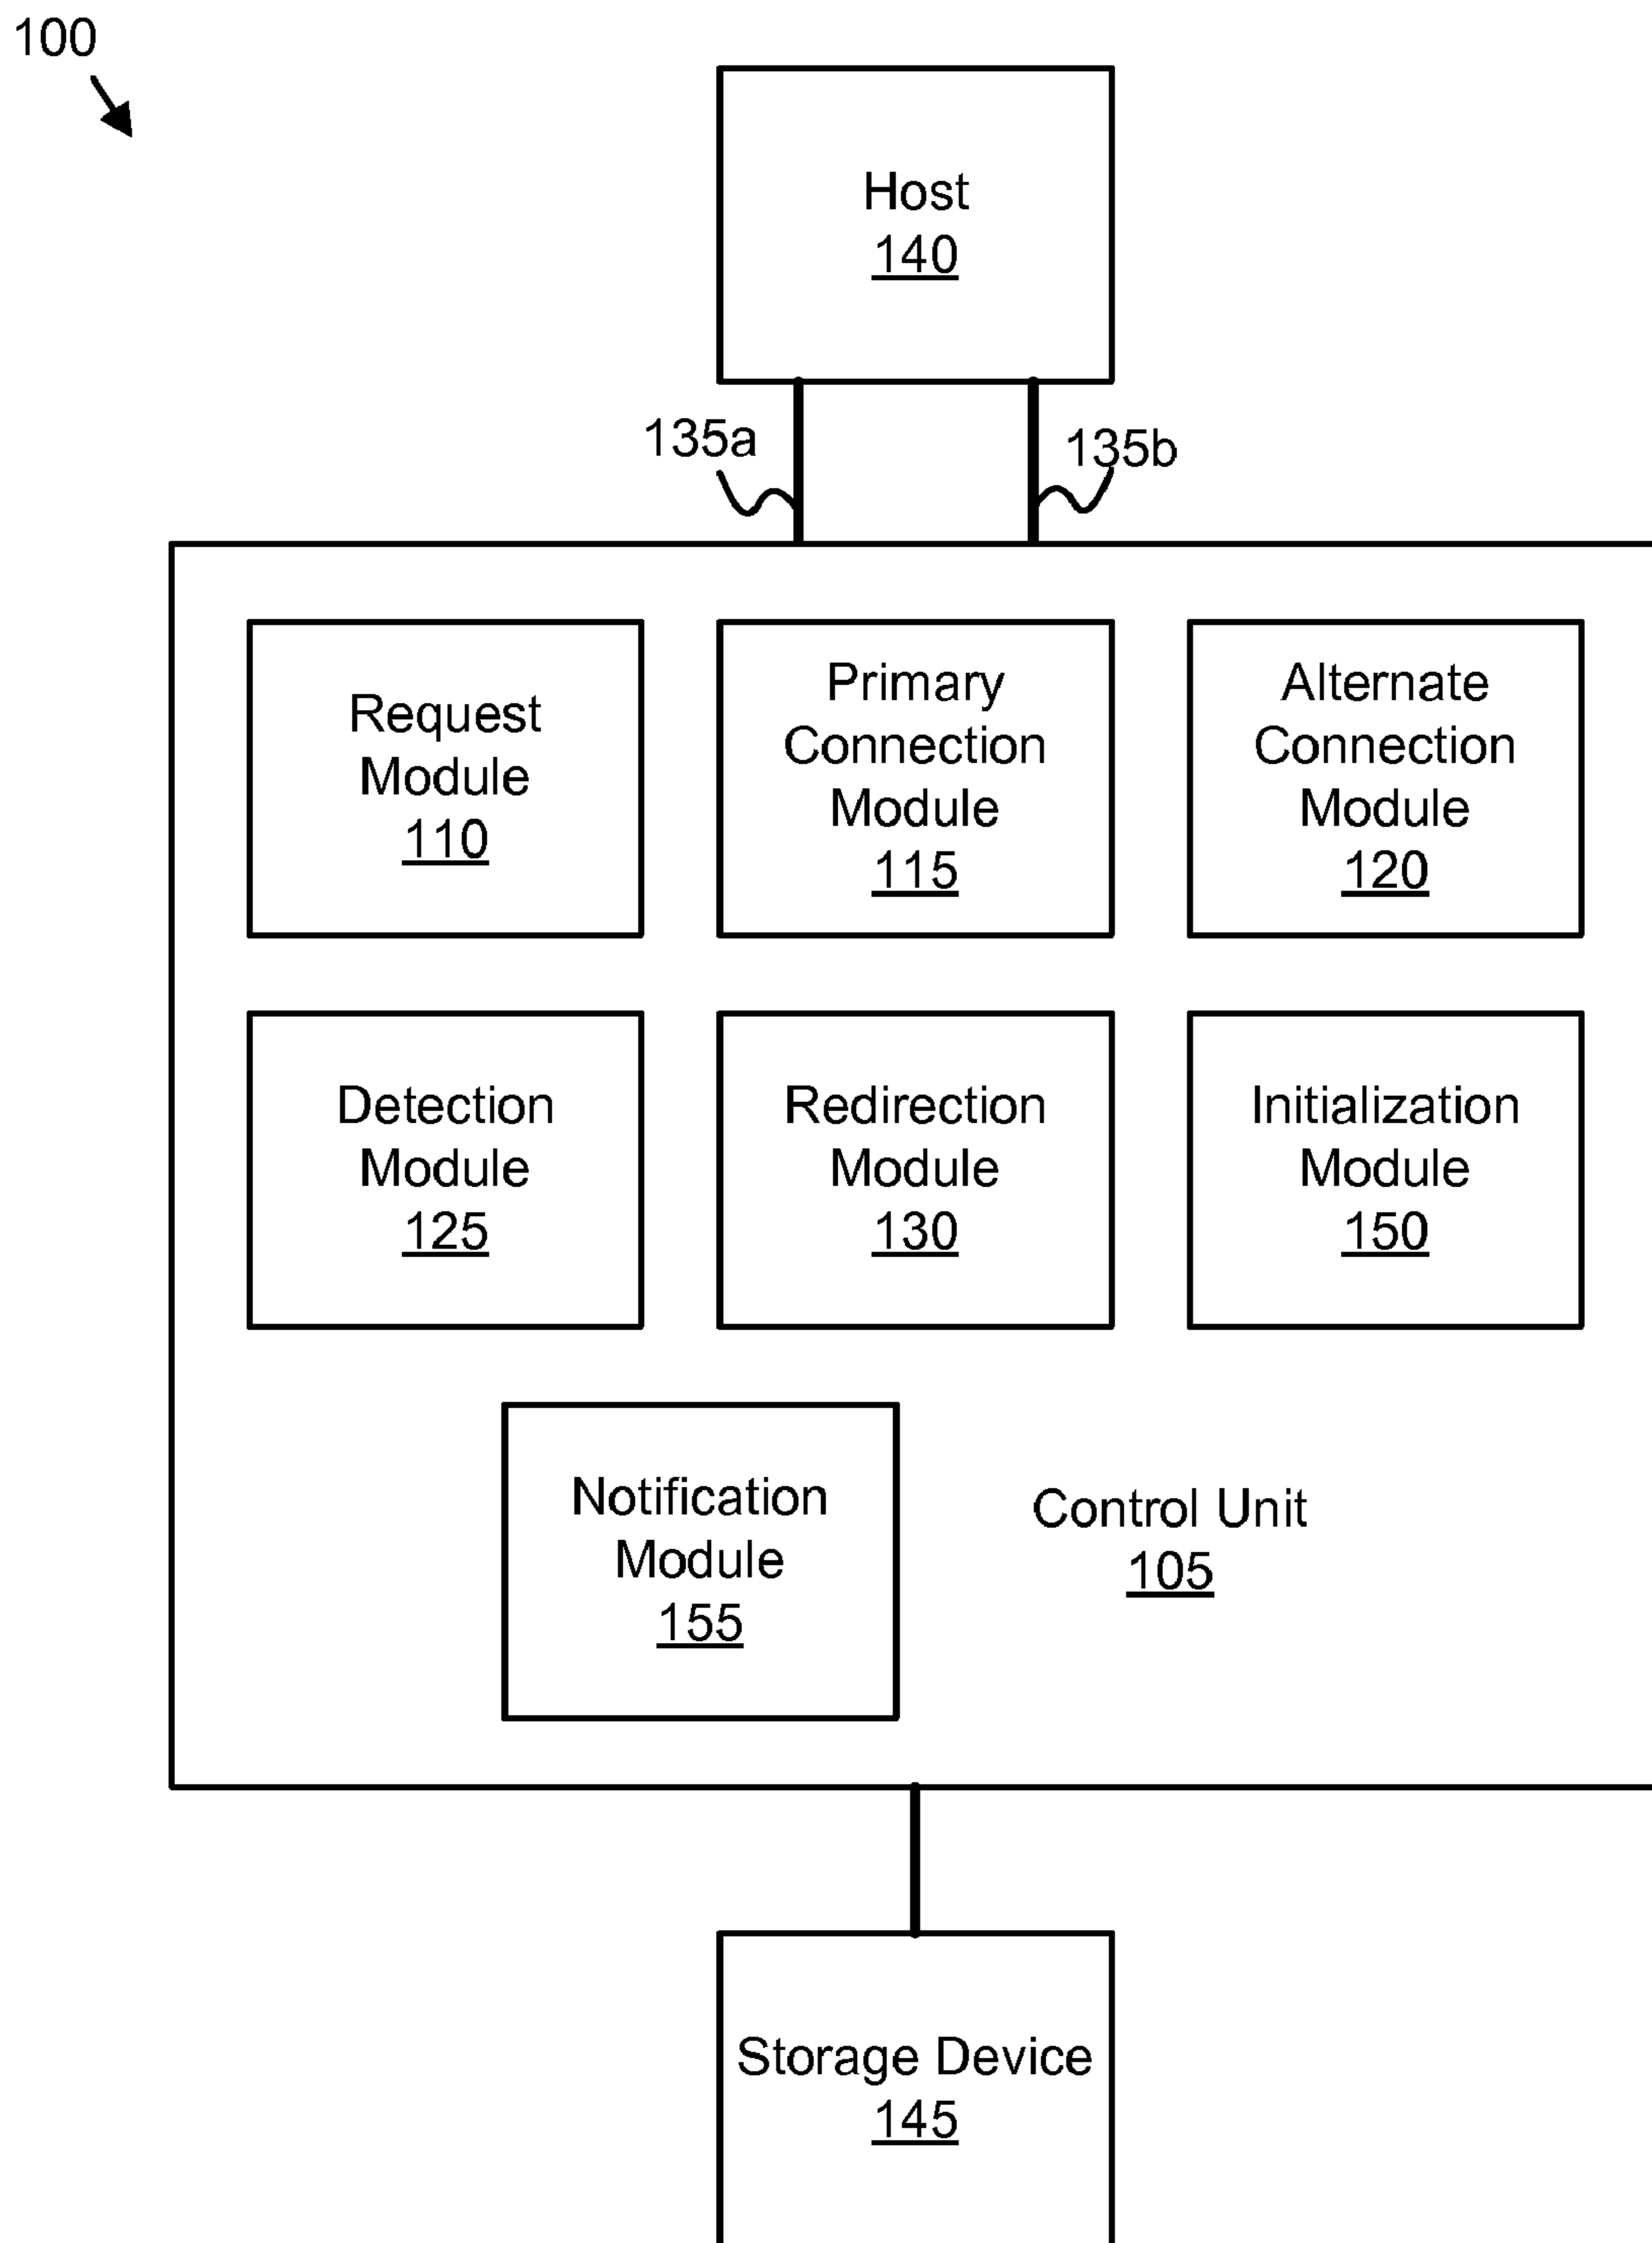 100
Host
140
135a
135b
Request
Module
110
Primary
Connection
Module
115
Alternate
Connection
Module
120
Detection
Module
125
Redirection
Module
130
Initialization
Module
150
Notification
Module
155
Control Unit
105
Storage Device
145